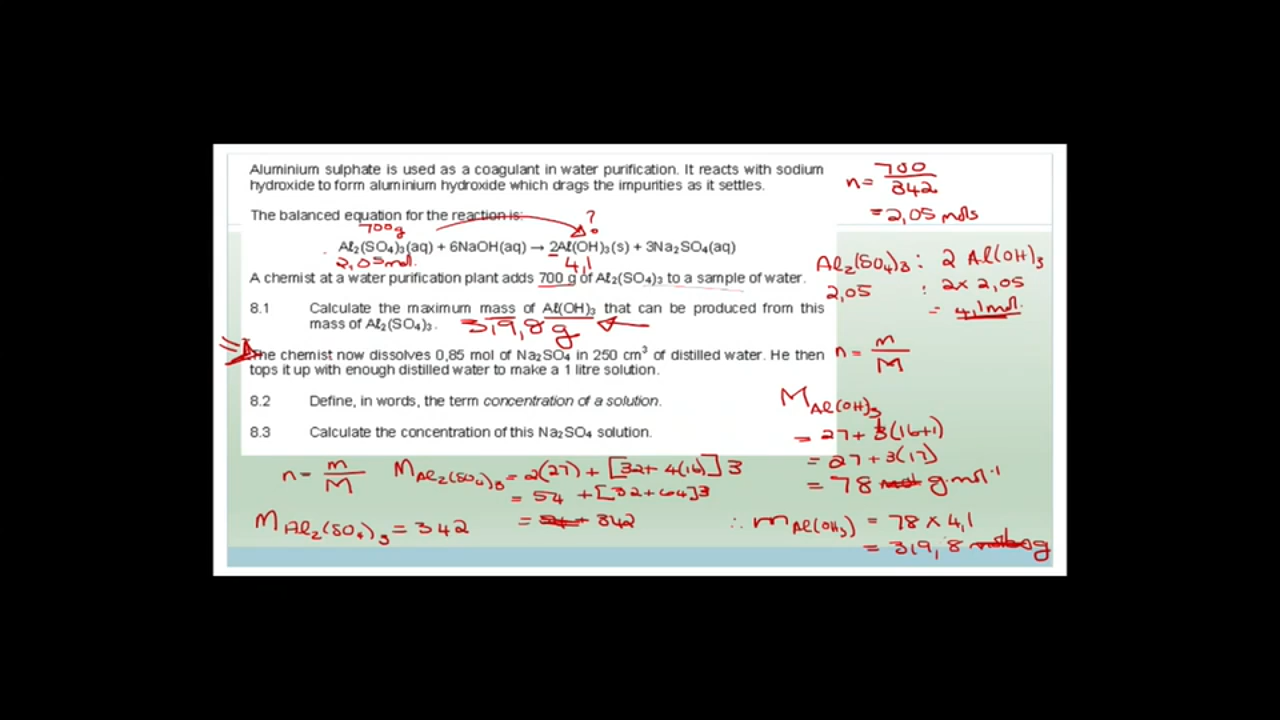 Aluminium sulphate is used as a coagulant in water purification. It reacts with sodium
hydroxide to form aluminium hydroxide which drags the impurities as it settles.
The balanced equation for the reaction is:
700g
?
Aℓ₂(SO₄)₃(aq) + 6NaOH(aq) → 2Aℓ(OH)₃(s) + 3Na₂SO₄(aq)
2,05mol.
4,1
A chemist at a water purification plant adds 700 g of Aℓ₂(SO₄)₃ to a sample of water.
8.1 Calculate the maximum mass of Aℓ(OH)₃ that can be produced from this
mass of Aℓ₂(SO₄)₃.
319,8g
The chemist now dissolves 0,85 mol of Na₂SO₄ in 250 cm³ of distilled water. He then
tops it up with enough distilled water to make a 1 litre solution.
8.2 Define, in words, the term concentration of a solution.
8.3 Calculate the concentration of this Na₂SO₄ solution.
n = m/M
M Aℓ₂(SO₄)₃ = 2(27) + [32+ 4(16)] 3
= 54 + [32+64]3
= 342
M Aℓ₂(SO₄)₃ = 342
n = 700/342
= 2,05 mols
Aℓ₂(SO₄)₃ : 2 Aℓ(OH)₃
2,05 : 2 x 2,05
= 4,1mol.
n = m/M
M Aℓ(OH)₃
= 27 + 3(16+1)
= 27 + 3(17)
= 78 g.mol⁻¹
∴ m Aℓ(OH₃) = 78 x 4,1
= 319,8 g